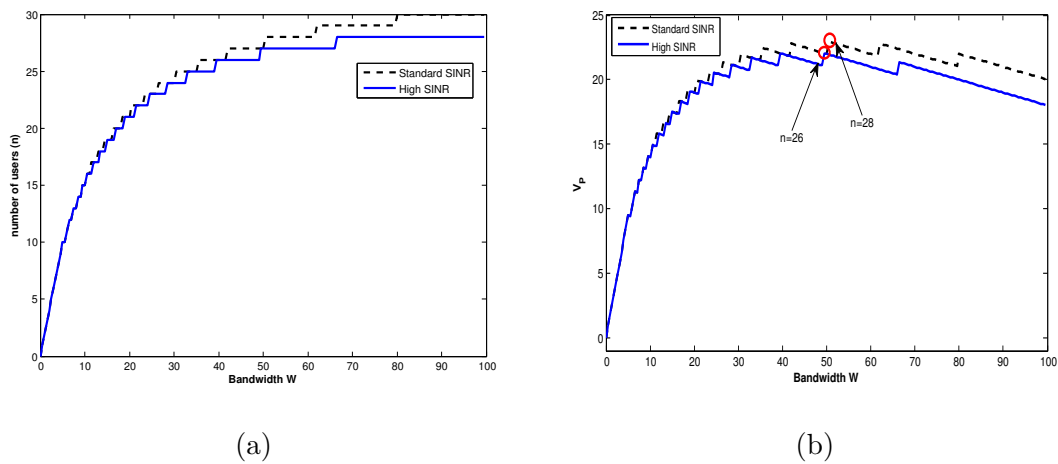 number of users (n)
30
25
20
15
10
5
0
0 10 20 30 40 50 60 70 80 90 100
Bandwidth W
Standard SINR
High SINR
(a)
V_P
25
20
15
10
5
0
0 10 20 30 40 50 60 70 80 90 100
Bandwidth W
Standard SINR
High SINR
n=26
n=28
(b)